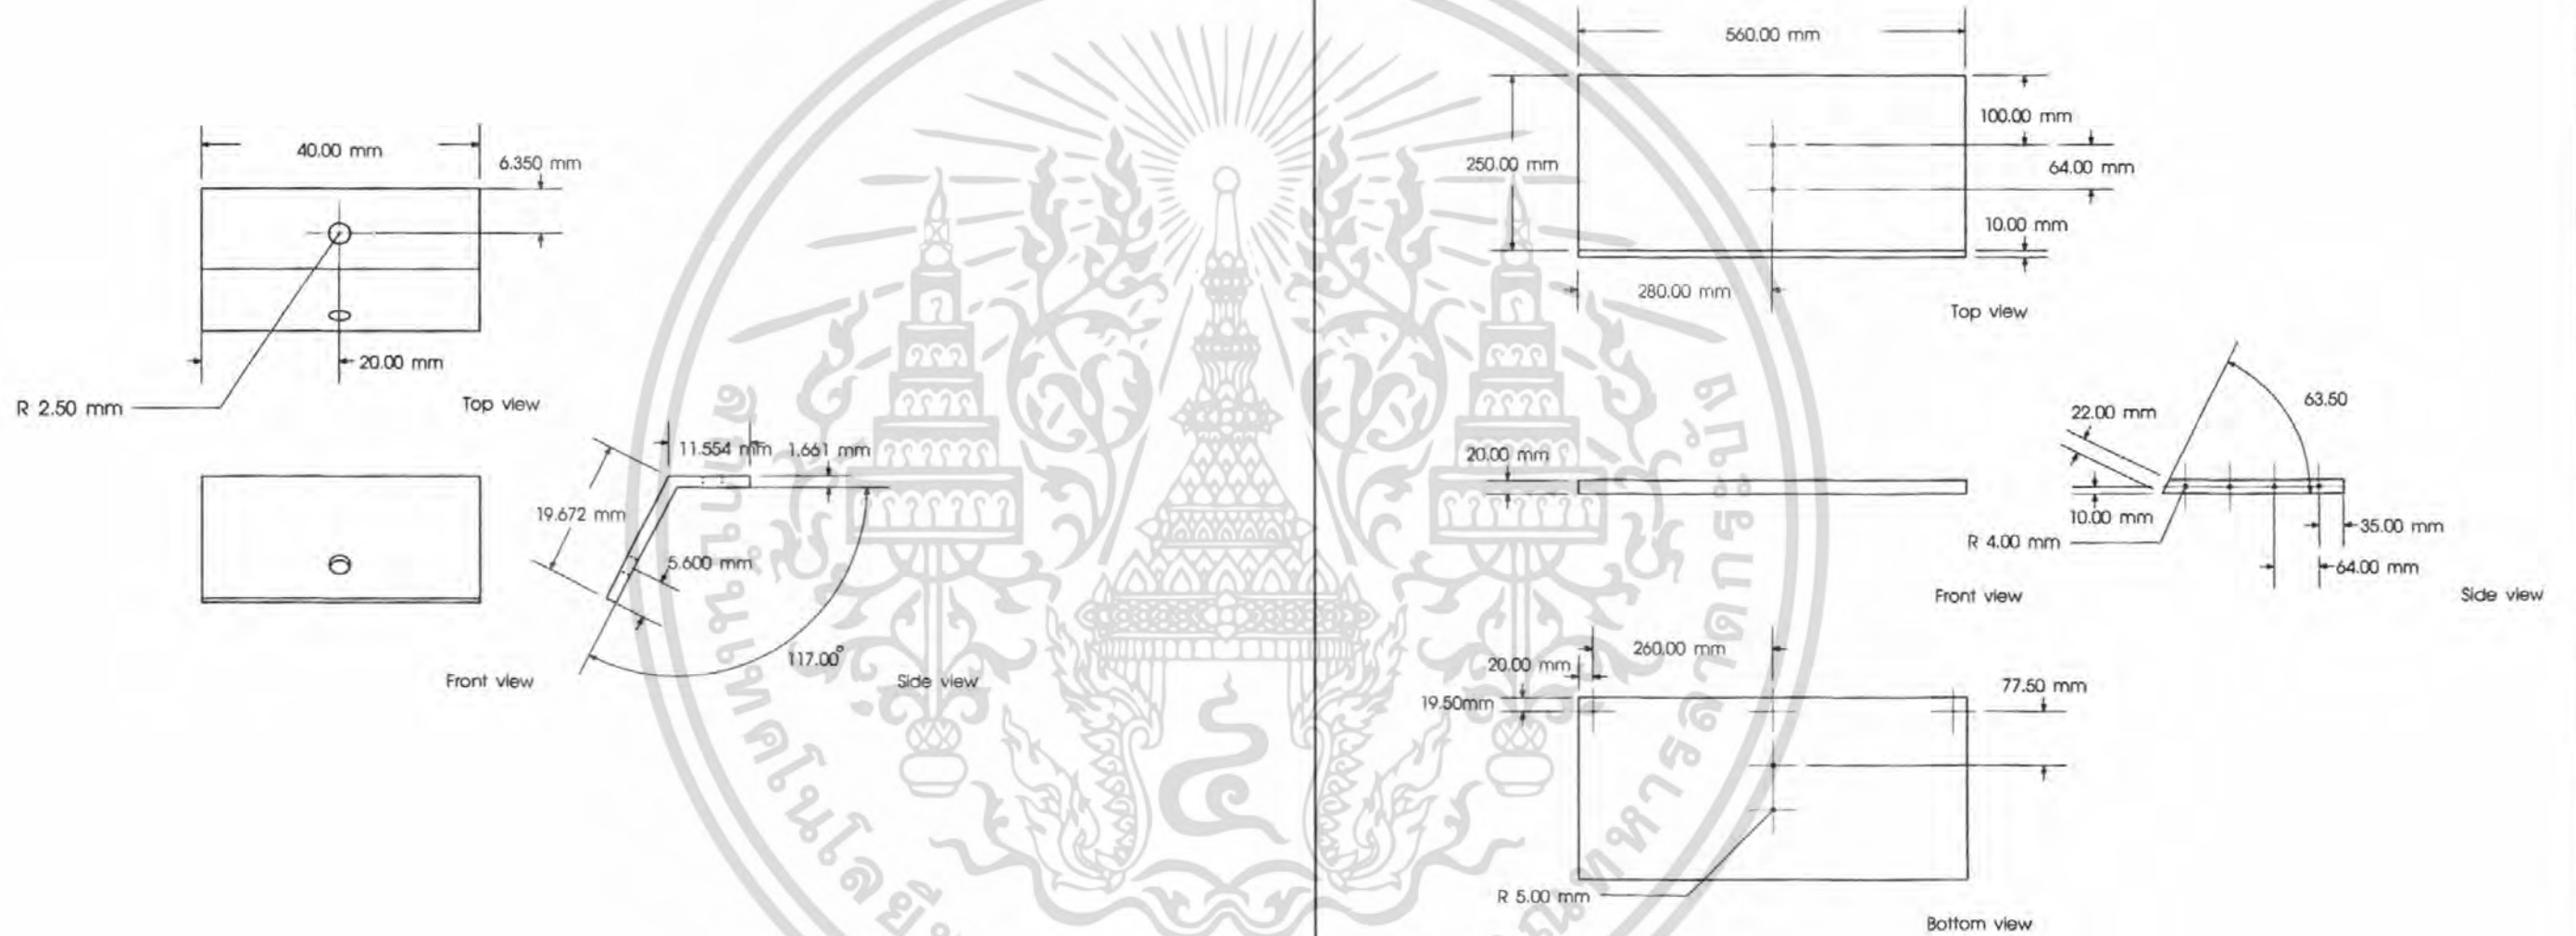 40.00 mm
6.350 mm
20.00 mm
R 2.50 mm
Top view
11.554 mm
1.661 mm
19.672 mm
5.600 mm
117.00°
Front view
Side view
560.00 mm
100.00 mm
250.00 mm
64.00 mm
10.00 mm
280.00 mm
Top view
63.50
22.00 mm
20.00 mm
10.00 mm
R 4.00 mm
35.00 mm
64.00 mm
Front view
Side view
260.00 mm
20.00 mm
77.50 mm
19.50mm
R 5.00 mm
Bottom view